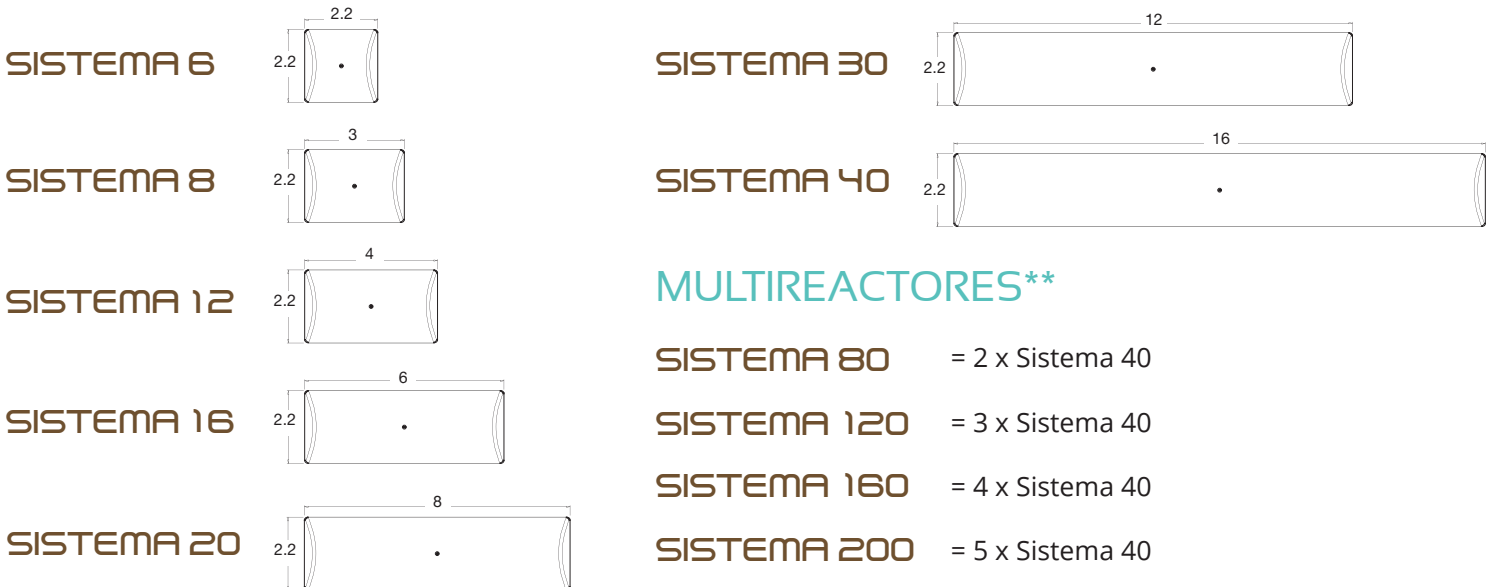 2.2
SISTEMA 6
2.2
3
SISTEMA 8
2.2
4
SISTEMA 12
2.2
6
SISTEMA 16
2.2
8
SISTEMA 20
2.2
12
SISTEMA 30
2.2
16
SISTEMA 40
2.2
MULTIREACTORES**
SISTEMA 80 = 2 x Sistema 40
SISTEMA 120 = 3 x Sistema 40
SISTEMA 160 = 4 x Sistema 40
SISTEMA 200 = 5 x Sistema 40